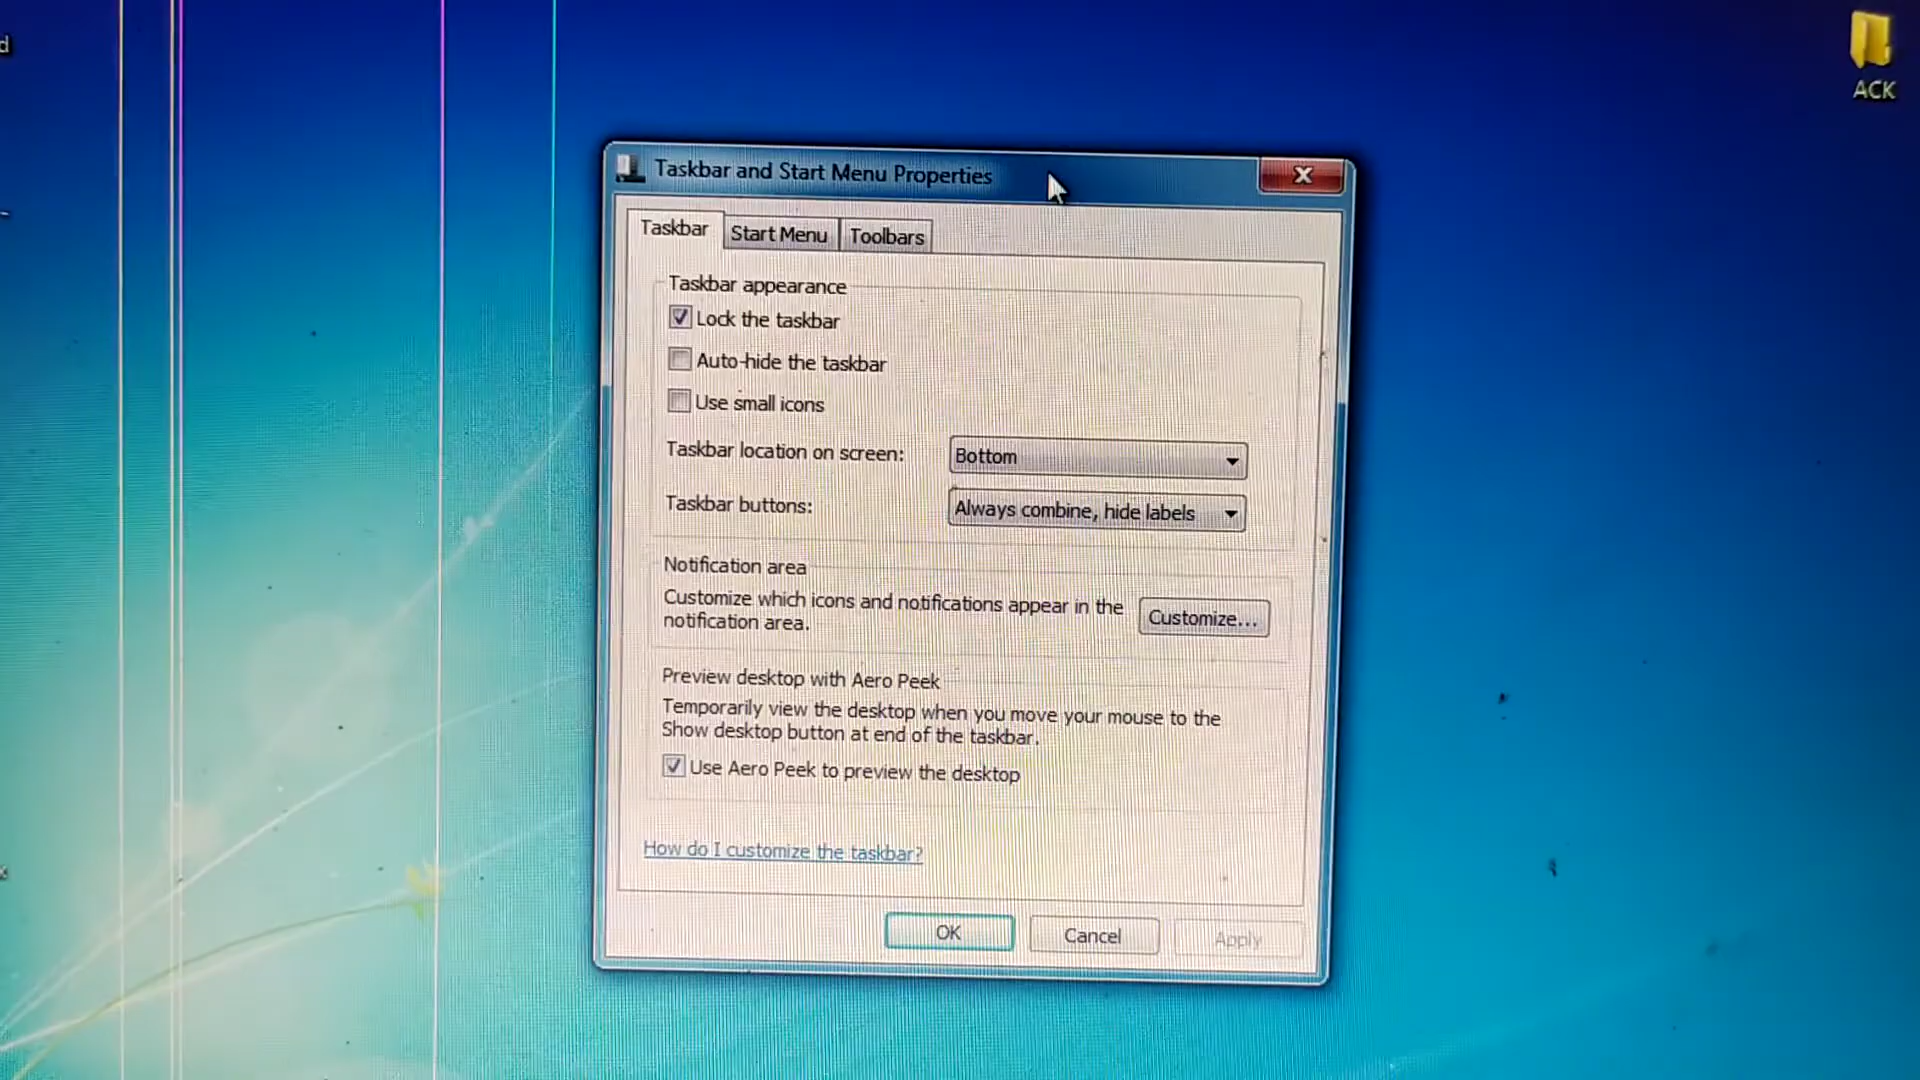 d
ACK
Taskbar and Start Menu Properties
Taskbar
Start Menu
Toolbars
Taskbar appearance
Lock the taskbar
Auto-hide the taskbar
Use small icons
Taskbar location on screen:
Bottom
Taskbar buttons:
Always combine, hide labels
Notification area
Customize which icons and notifications appear in the
notification area.
Customize...
Preview desktop with Aero Peek
Temporarily view the desktop when you move your mouse to the
Show desktop button at end of the taskbar.
Use Aero Peek to preview the desktop
How do I customize the taskbar?
OK
Cancel
Apply